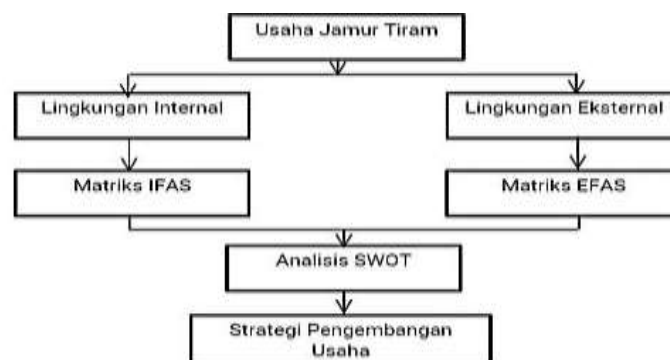 Usaha Jamur Tiram
Lingkungan Internal
Lingkungan Eksternal
Matriks IFAS
Matriks EFAS
Analisis SWOT
Strategi Pengembangan
Usaha